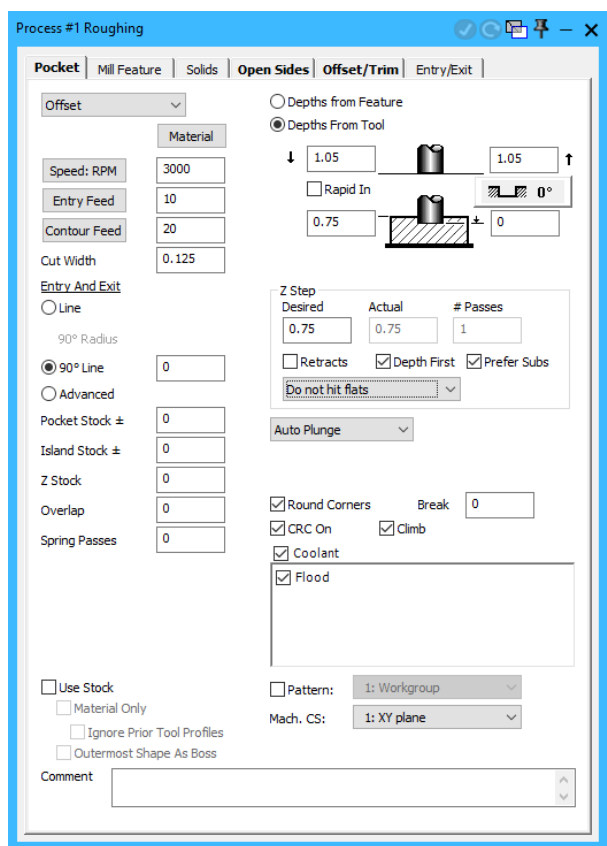 Process #1 Roughing
Pocket Mill Feature Solids Open Sides Offset/Trim Entry/Exit
Offset
Material
Speed: RPM 3000
Entry Feed 10
Contour Feed 20
Cut Width 0.125
Entry And Exit
Line
90° Radius
90° Line 0
Advanced
Pocket Stock ± 0
Island Stock ± 0
Z Stock 0
Overlap 0
Spring Passes 0
Depths from Feature
Depths From Tool
1.05 1.05
Rapid In
0°
0.75 0
Z Step
Desired Actual # Passes
0.75 0.75 1
Retracts Depth First Prefer Subs
Do not hit flats
Auto Plunge
Round Corners Break 0
CRC On Climb
Coolant
Flood
Use Stock
Material Only
Ignore Prior Tool Profiles
Outermost Shape As Boss
Pattern: 1: Workgroup
Mach. CS: 1: XY plane
Comment